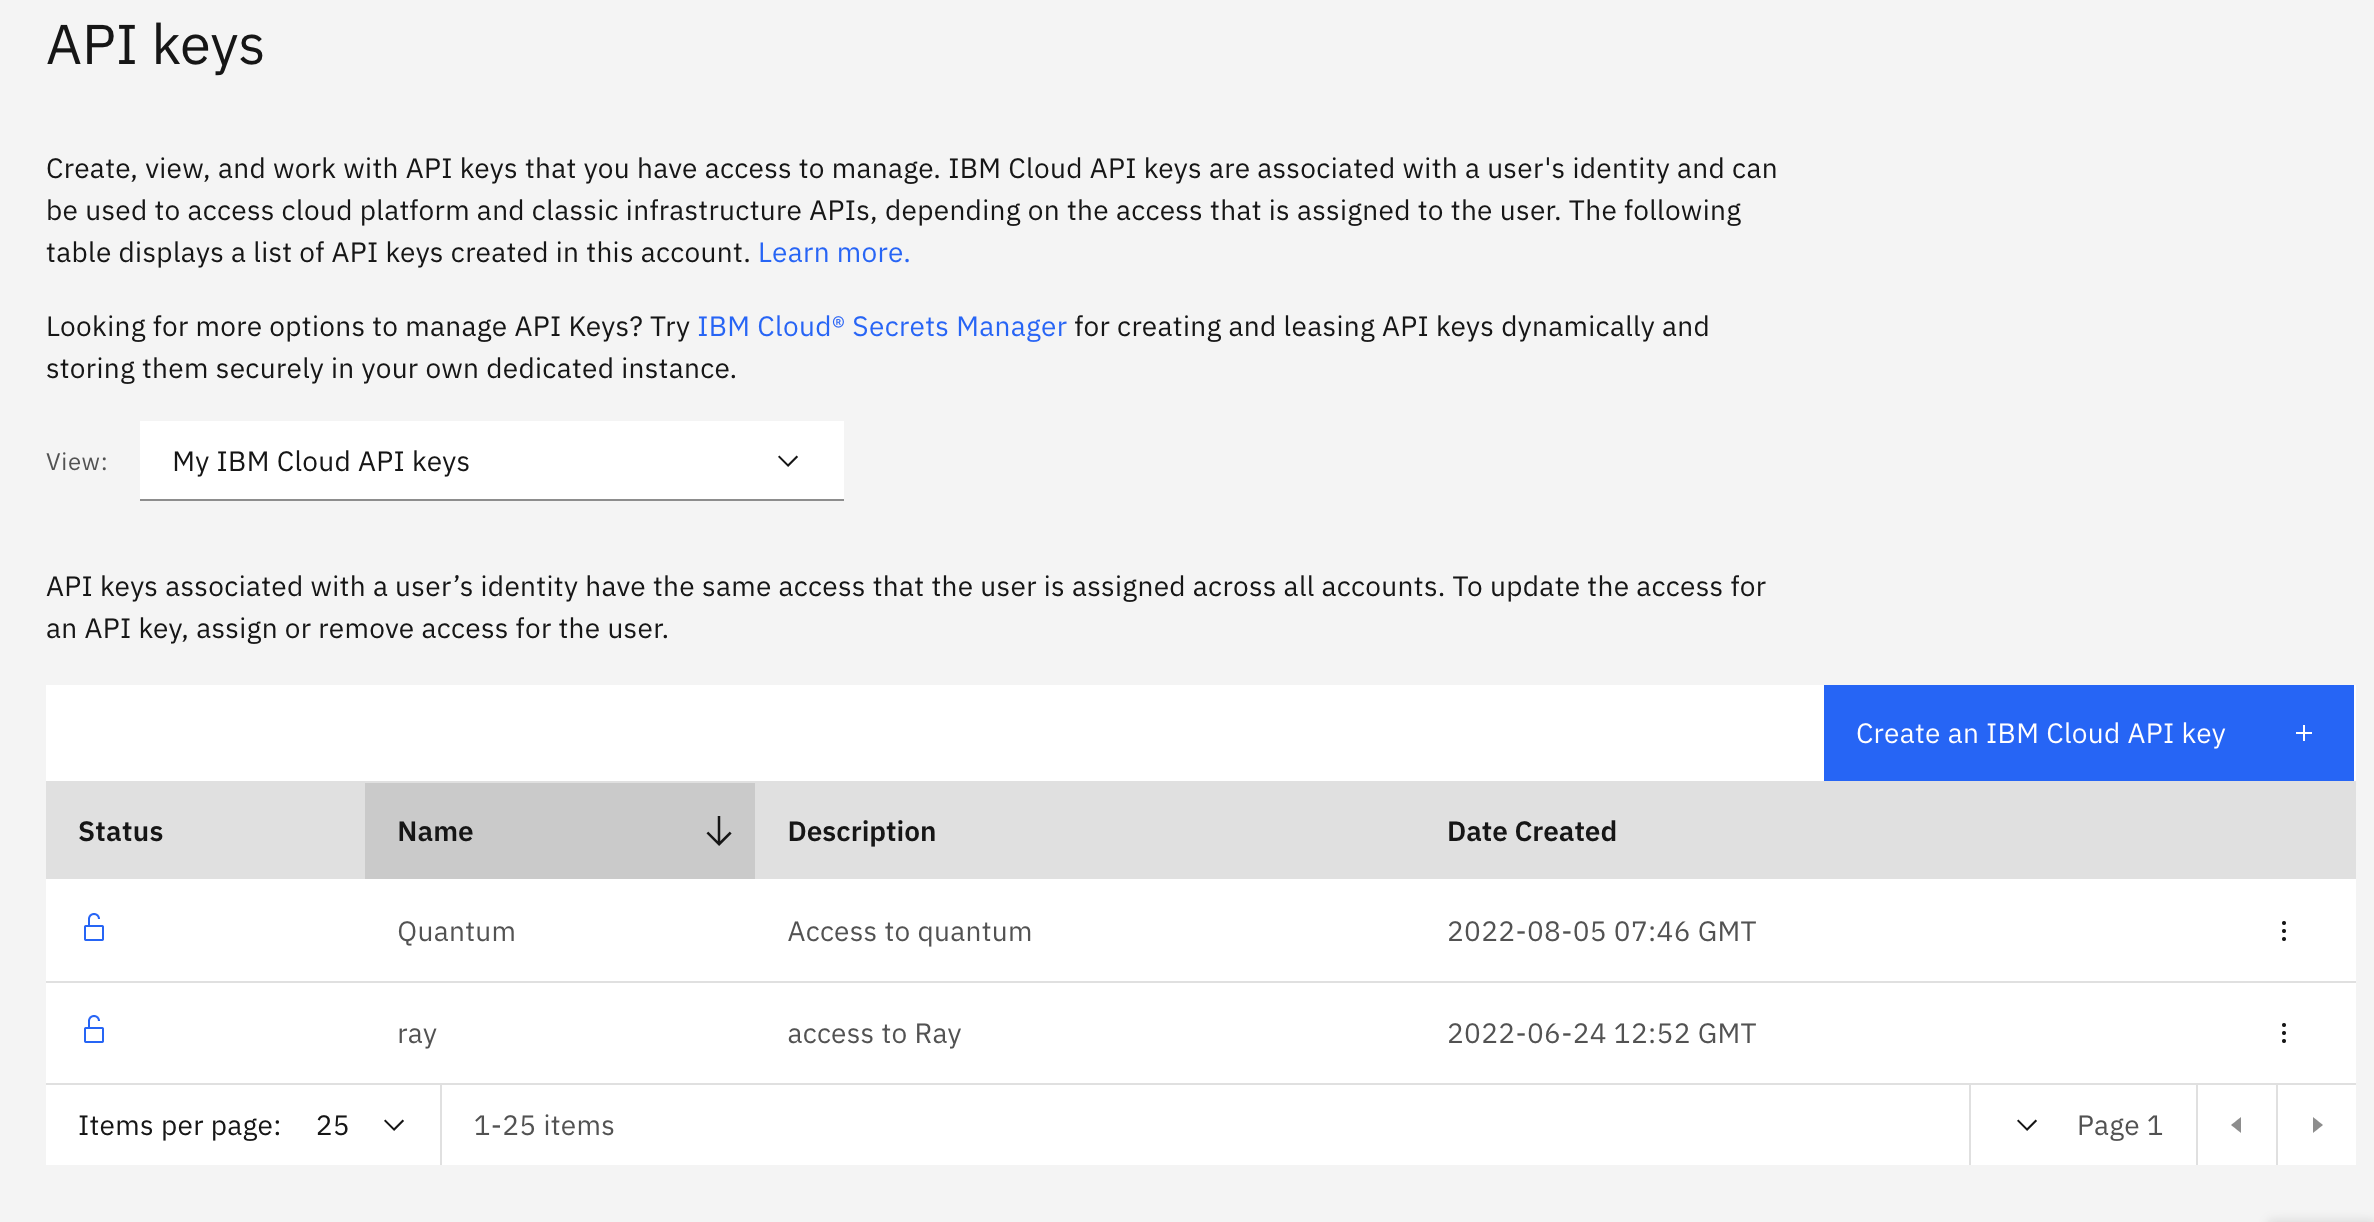 API keys
Create, view, and work with API keys that you have access to manage. IBM Cloud API keys are associated with a user's identity and can
be used to access cloud platform and classic infrastructure APIs, depending on the access that is assigned to the user. The following
table displays a list of API keys created in this account. Learn more.
Looking for more options to manage API Keys? Try IBM Cloud® Secrets Manager for creating and leasing API keys dynamically and
storing them securely in your own dedicated instance.
View: My IBM Cloud API keys
API keys associated with a user’s identity have the same access that the user is assigned across all accounts. To update the access for
an API key, assign or remove access for the user.
Create an IBM Cloud API key +
Status Name Description Date Created
Quantum Access to quantum 2022-08-05 07:46 GMT
ray access to Ray 2022-06-24 12:52 GMT
Items per page: 25 1-25 items Page 1